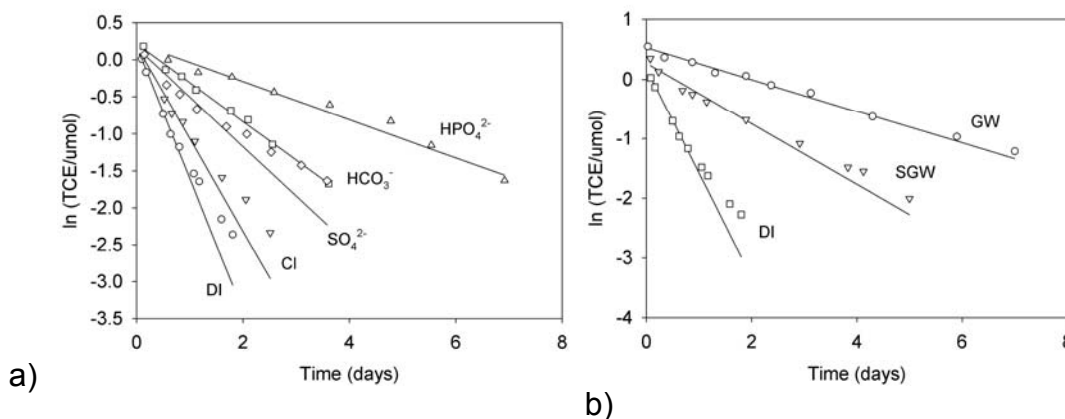 a)
ln (TCE/umol)
0.5
0.0
-0.5
-1.0
-1.5
-2.0
-2.5
-3.0
-3.5
HPO₄²⁻
HCO₃⁻
SO₄²⁻
Cl
DI
0 2 4 6 8
Time (days)
b)
ln (TCE/umol)
1
0
-1
-2
-3
-4
GW
SGW
DI
0 2 4 6 8
Time (days)